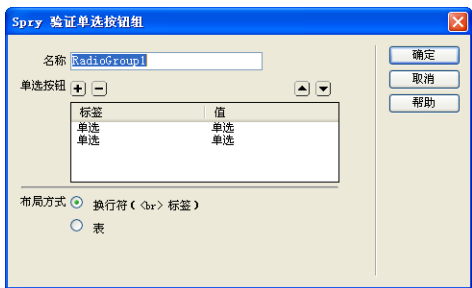 Spry 验证单选按钮组
名称 RadioGroup1
确定
取消
帮助
单选按钮
标签 值
单选 单选
单选 单选
布局方式 换行符( <br> 标签)
表